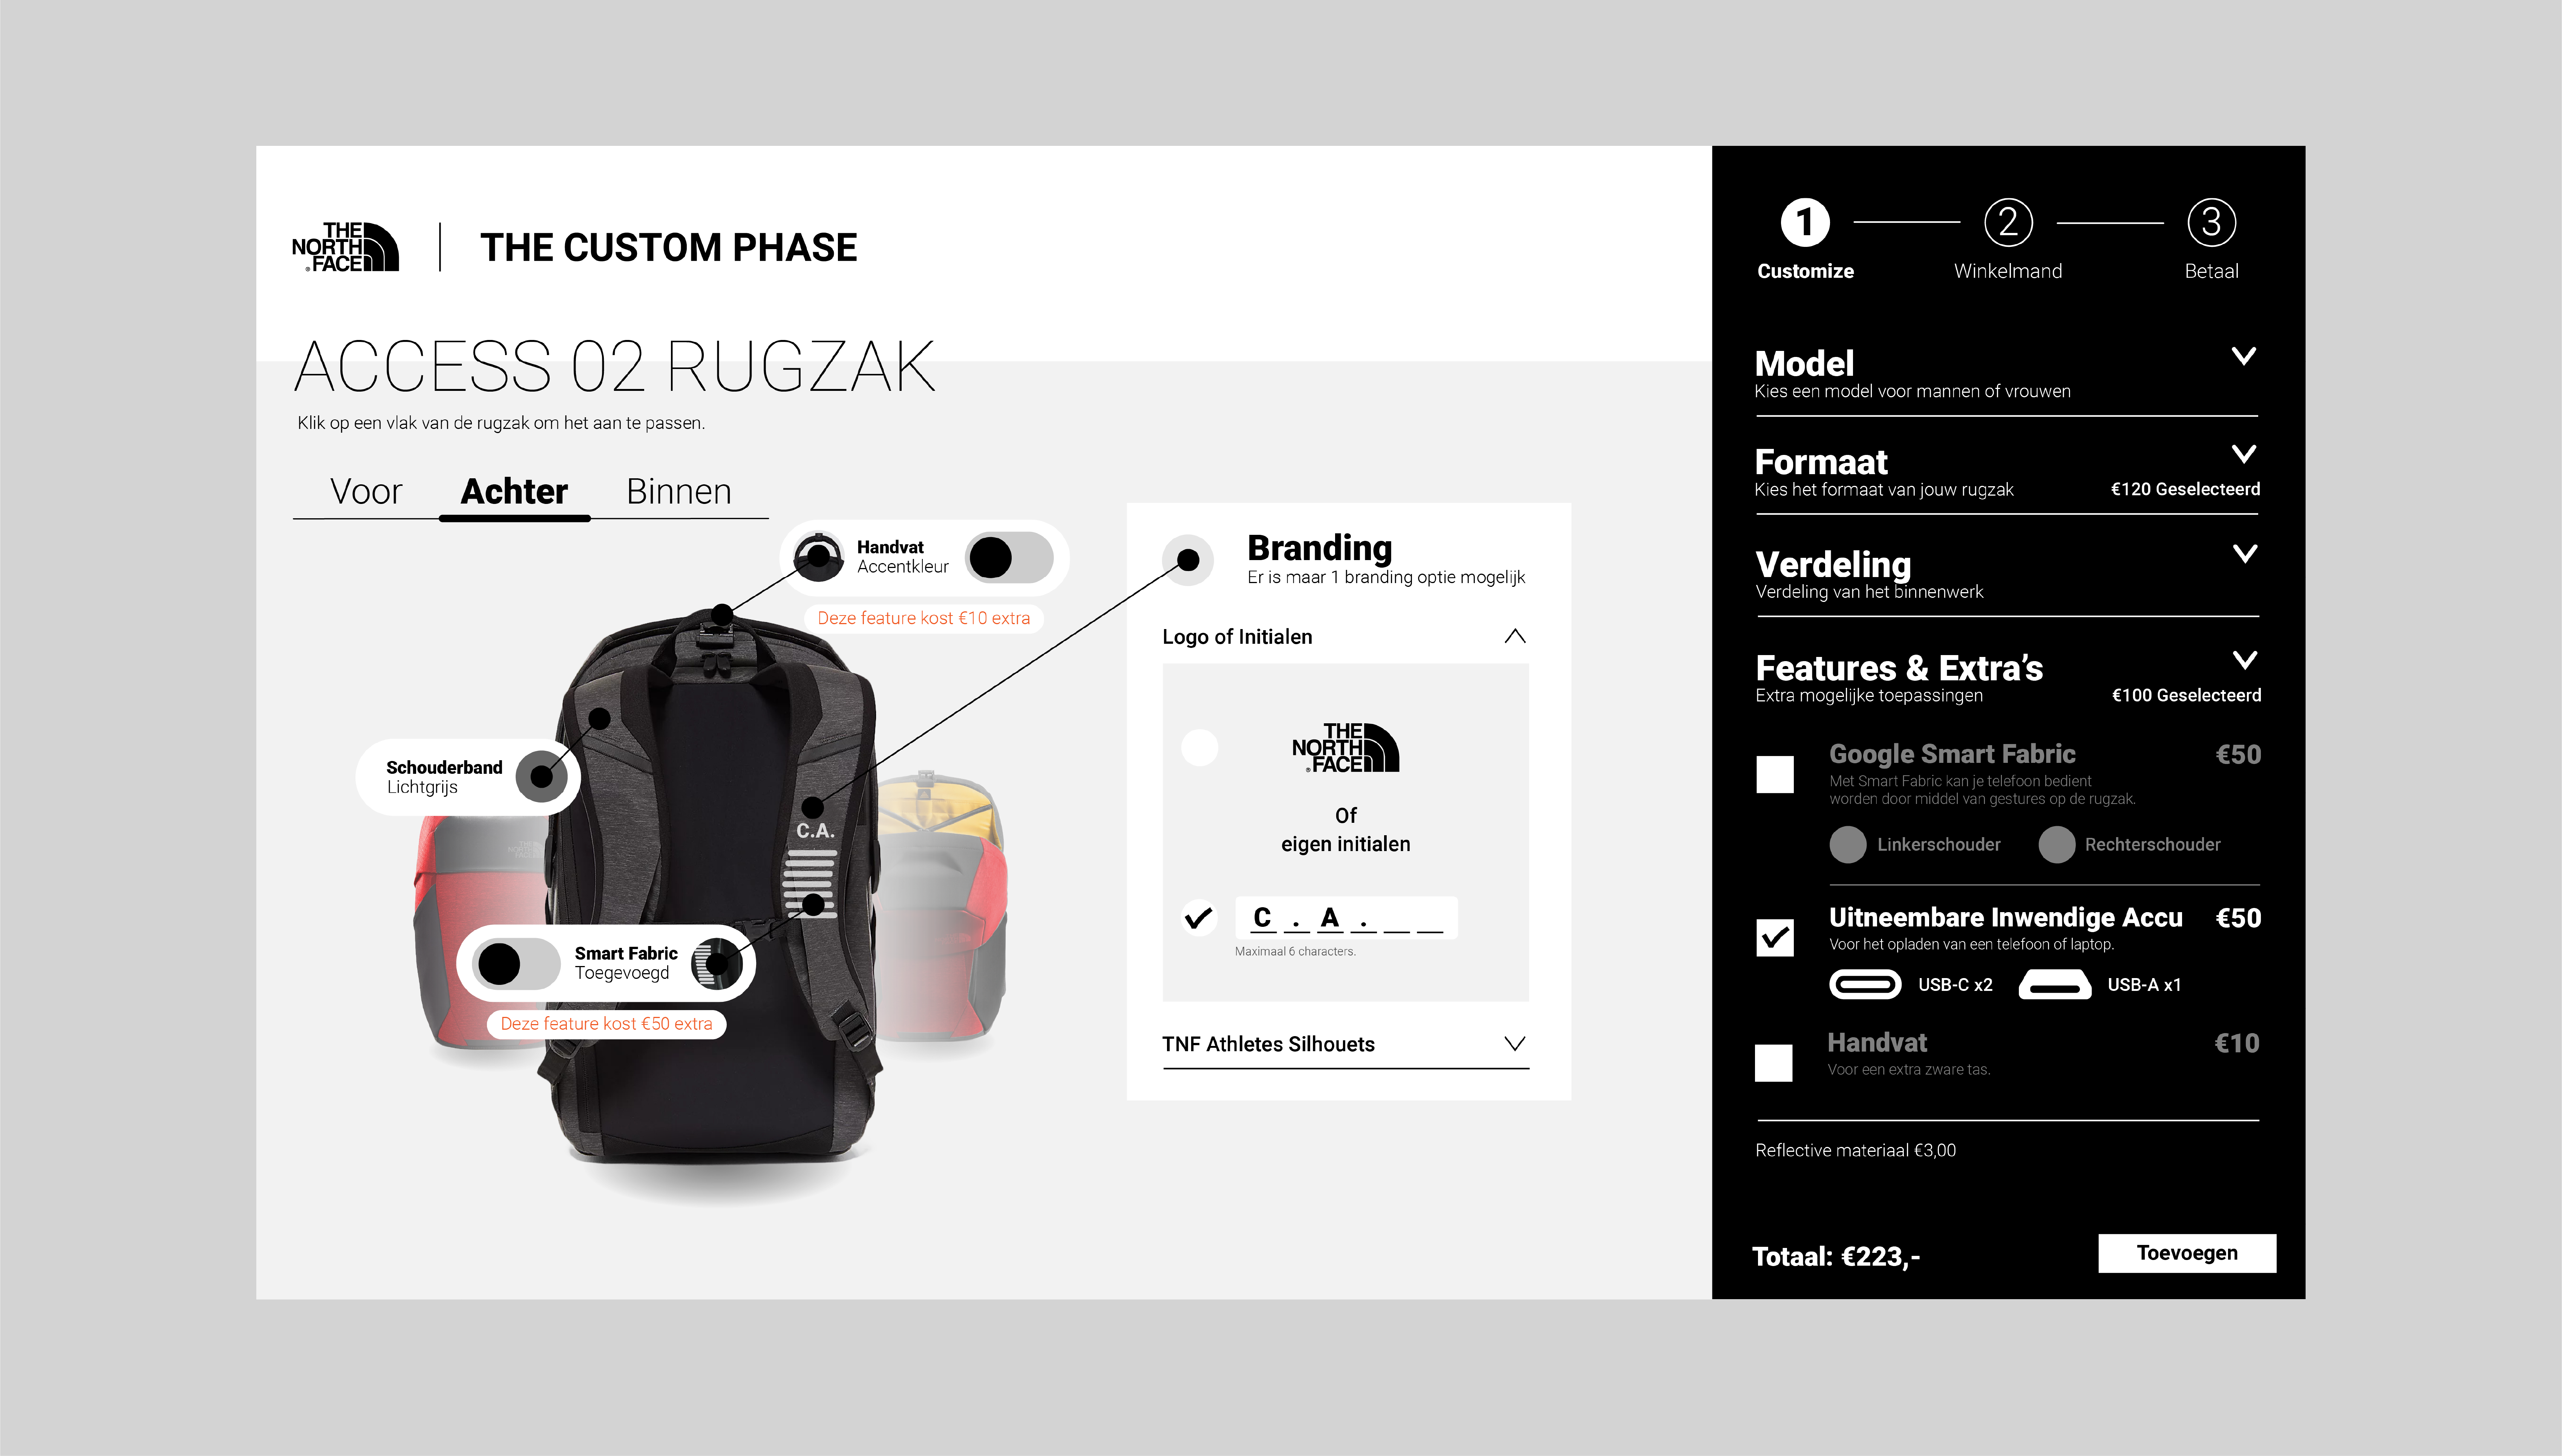 THE
NORTH
FACE
THE CUSTOM PHASE
ACCESS 02 RUGZAK
Klik op een vlak van de rugzak om het aan te passen.
Voor
Achter
Binnen
Handvat
Accentkleur
Deze feature kost €10 extra
Schouderband
Lichtgrijs
C.A.
Smart Fabric
Toegevoegd
Deze feature kost €50 extra
Branding
Er is maar 1 branding optie mogelijk
Logo of Initialen
THE
NORTH
FACE
Of
eigen initialen
C . A . _ _
Maximaal 6 characters.
TNF Athletes Silhouets
1
2
3
Customize
Winkelmand
Betaal
Model
Kies een model voor mannen of vrouwen
Formaat
Kies het formaat van jouw rugzak
€120 Geselecteerd
Verdeling
Verdeling van het binnenwerk
Features & Extra’s
Extra mogelijke toepassingen
€100 Geselecteerd
Google Smart Fabric
€50
Met Smart Fabric kan je telefoon bedient
worden door middel van gestures op de rugzak.
Linkerschouder
Rechterschouder
Uitneembare Inwendige Accu
€50
Voor het opladen van een telefoon of laptop.
USB-C x2
USB-A x1
Handvat
€10
Voor een extra zware tas.
Reflective materiaal €3,00
Totaal: €223,-
Toevoegen